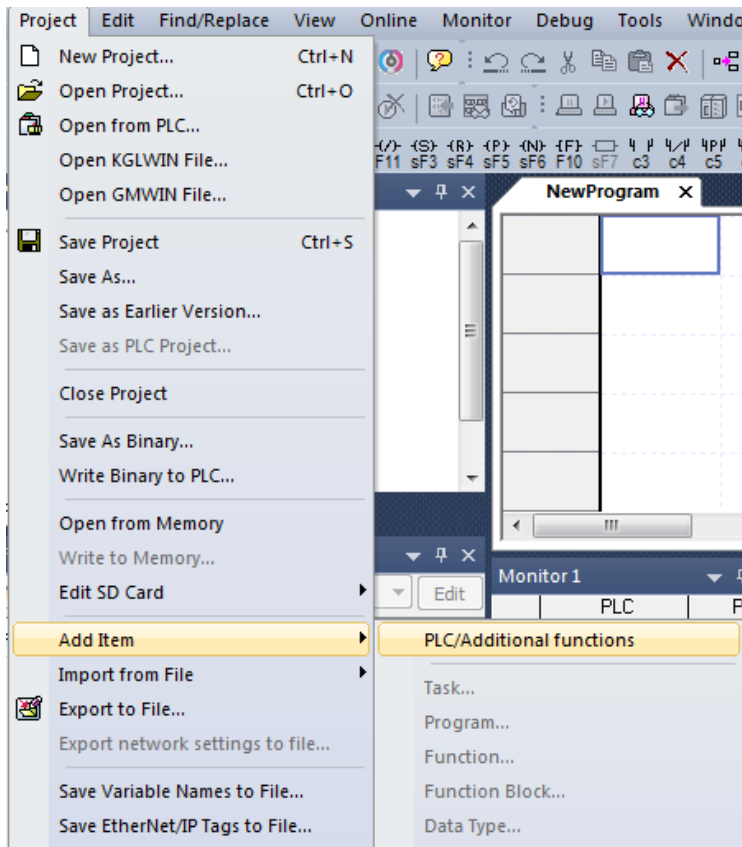 Project Edit Find/Replace View Online Monitor Debug Tools
New Project... Ctrl+N
Open Project... Ctrl+O
Open from PLC...
Open KGLWIN File...
Open GMWIN File...
Save Project Ctrl+S
Save As...
Save as Earlier Version...
Save as PLC Project...
Close Project
Save As Binary...
Write Binary to PLC...
Open from Memory
Write to Memory...
Edit SD Card
Add Item
Import from File
Export to File...
Export network settings to file...
Save Variable Names to File...
Save EtherNet/IP Tags to File...
F11 sF3 sF4 sF5 sF6 F10 sF7 c3 c4 c5
NewProgram
Edit
Monitor 1
PLC
PLC/Additional functions
Task...
Program...
Function...
Function Block...
Data Type...